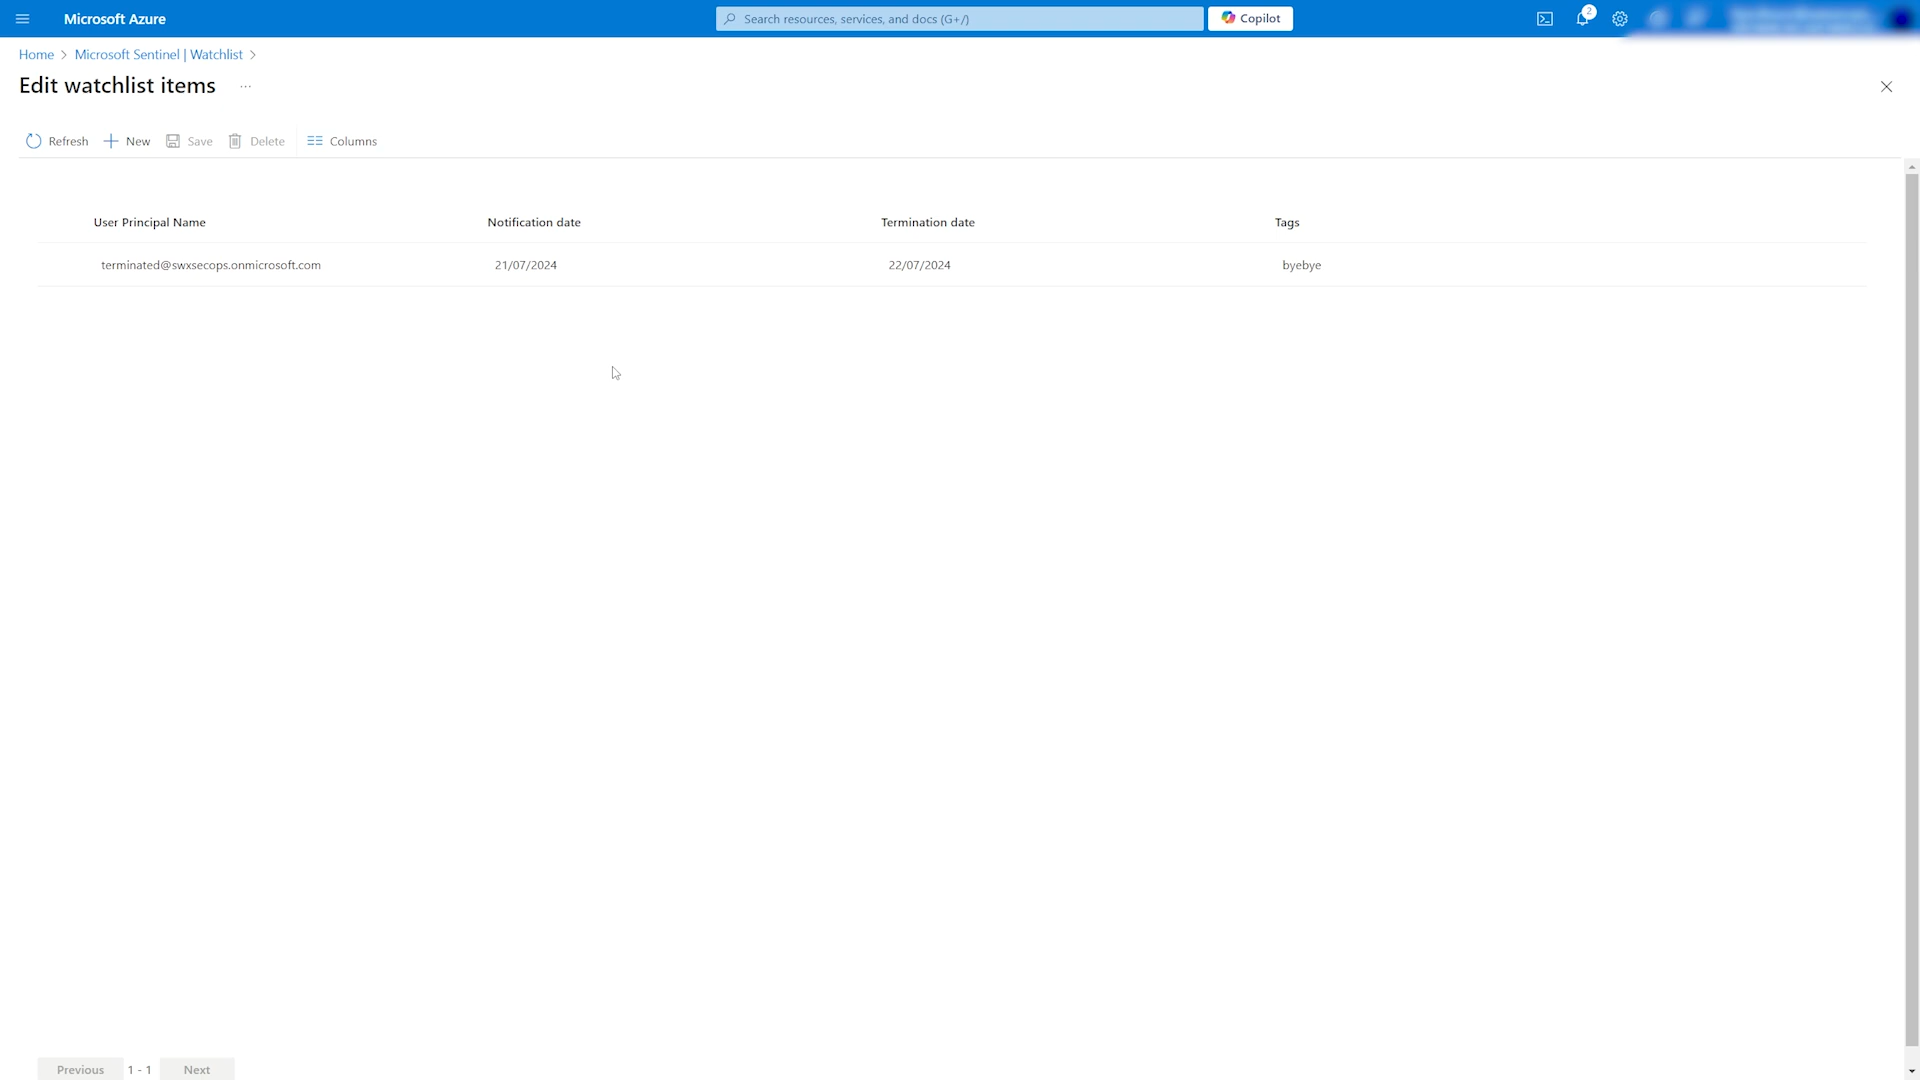 Microsoft Azure
Search resources, services, and docs (G+/)
Copilot
2
Home > Microsoft Sentinel | Watchlist >
Edit watchlist items ...
Refresh New Save Delete Columns
User Principal Name Notification date Termination date Tags
terminated@swxsecops.onmicrosoft.com 21/07/2024 22/07/2024 byebye
Previous 1 - 1 Next